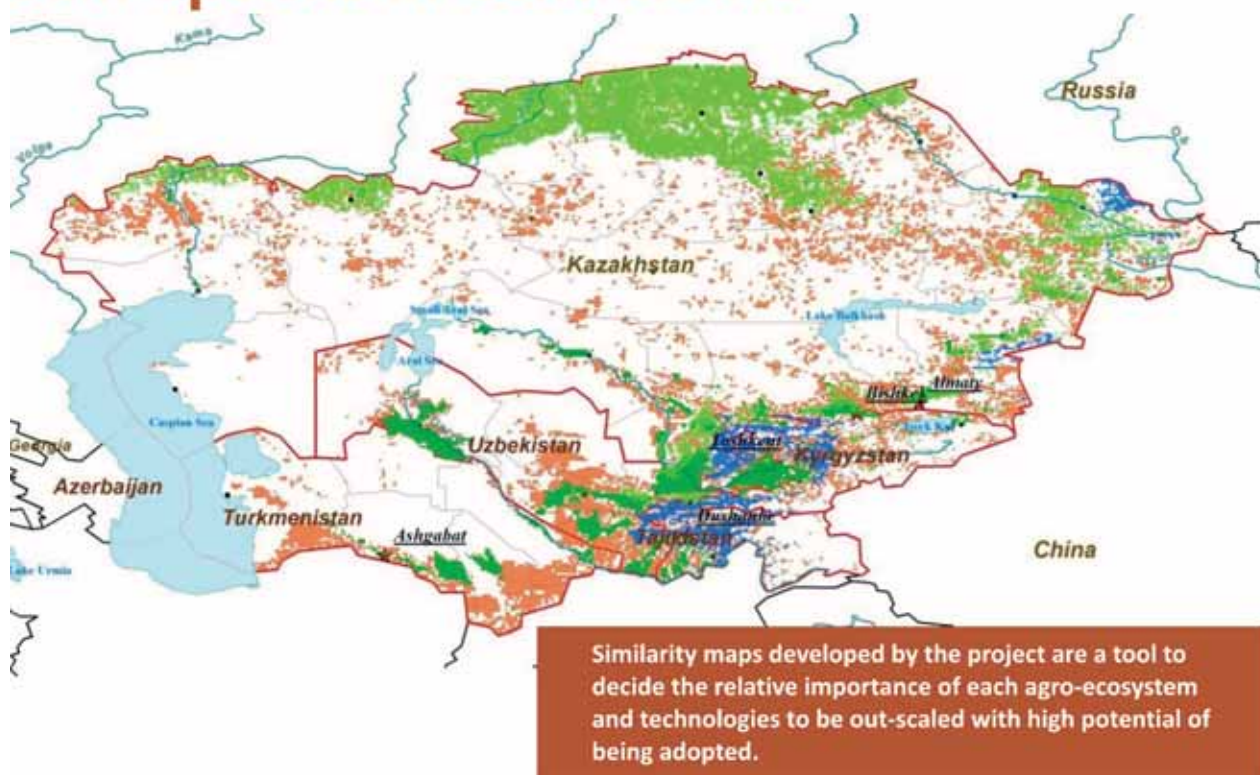 Kama
Russia
Volga
Ob
Kazakhstan
Small Aral Sea
Lake Balkhash
Aral Sea
Bishkek
Almaty
Caspian Sea
Issyk Kul
Georgia
Uzbekistan
Tashkent
Kyrgyzstan
Azerbaijan
Turkmenistan
Dushanbe
Tajikistan
Ashgabat
China
Lake Urmia
Similarity maps developed by the project are a tool to
decide the relative importance of each agro-ecosystem
and technologies to be out-scaled with high potential of
being adopted.